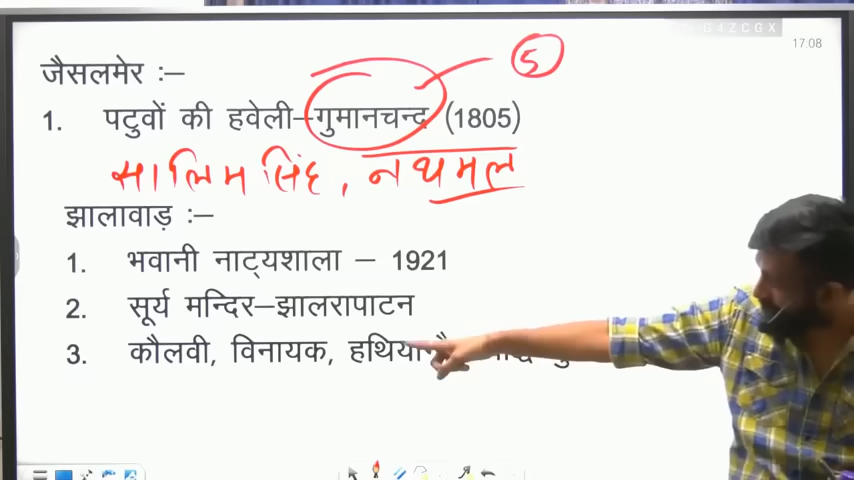 G4ZCGX
17:08
जैसलमेर :–
5
1. पटुवों की हवेली–गुमानचन्द (1805)
सालिम सिंह, नथमल
झालावाड़ :–
1. भवानी नाट्यशाला – 1921
2. सूर्य मन्दिर–झालरापाटन
3. कौलवी, विनायक,